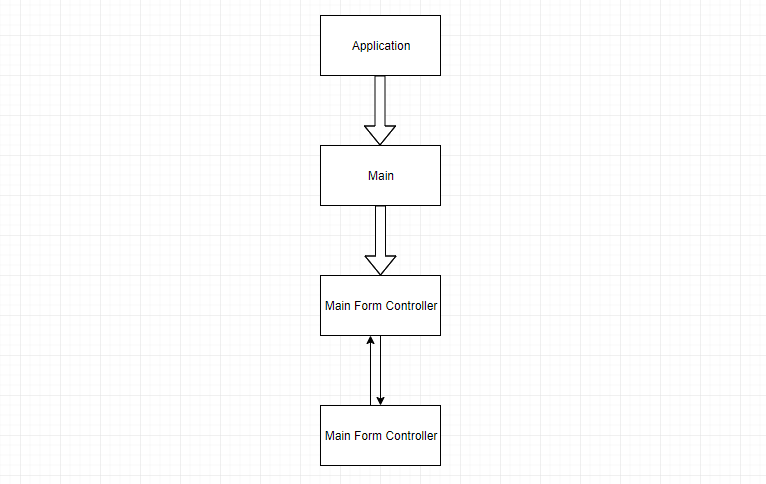 Application
Main
Main Form Controller
Main Form Controller